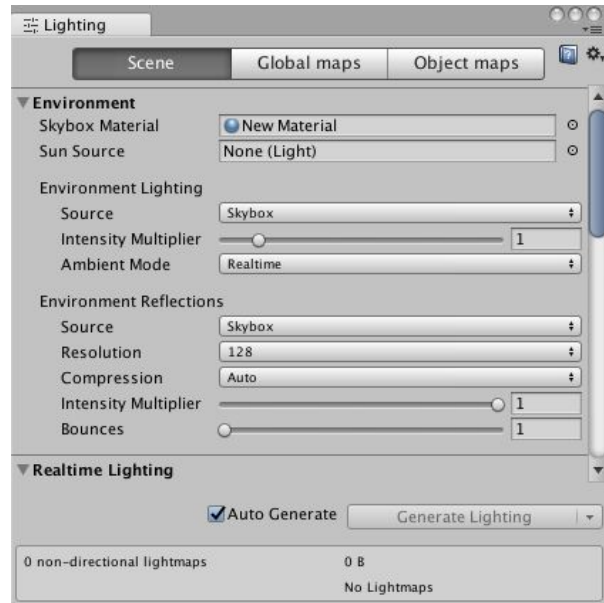 Lighting
Scene Global maps Object maps
Environment
Skybox Material New Material
Sun Source None (Light)
Environment Lighting
Source Skybox
Intensity Multiplier 1
Ambient Mode Realtime
Environment Reflections
Source Skybox
Resolution 128
Compression Auto
Intensity Multiplier 1
Bounces 1
Realtime Lighting
Auto Generate Generate Lighting
0 non-directional lightmaps 0 B
No Lightmaps